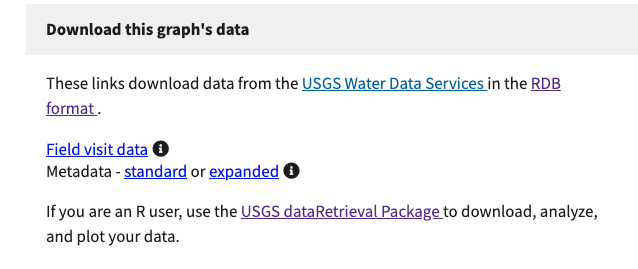 Download this graph's data
These links download data from the USGS Water Data Services in the RDB
format .
Field visit data
Metadata - standard or expanded
If you are an R user, use the USGS dataRetrieval Package to download, analyze,
and plot your data.